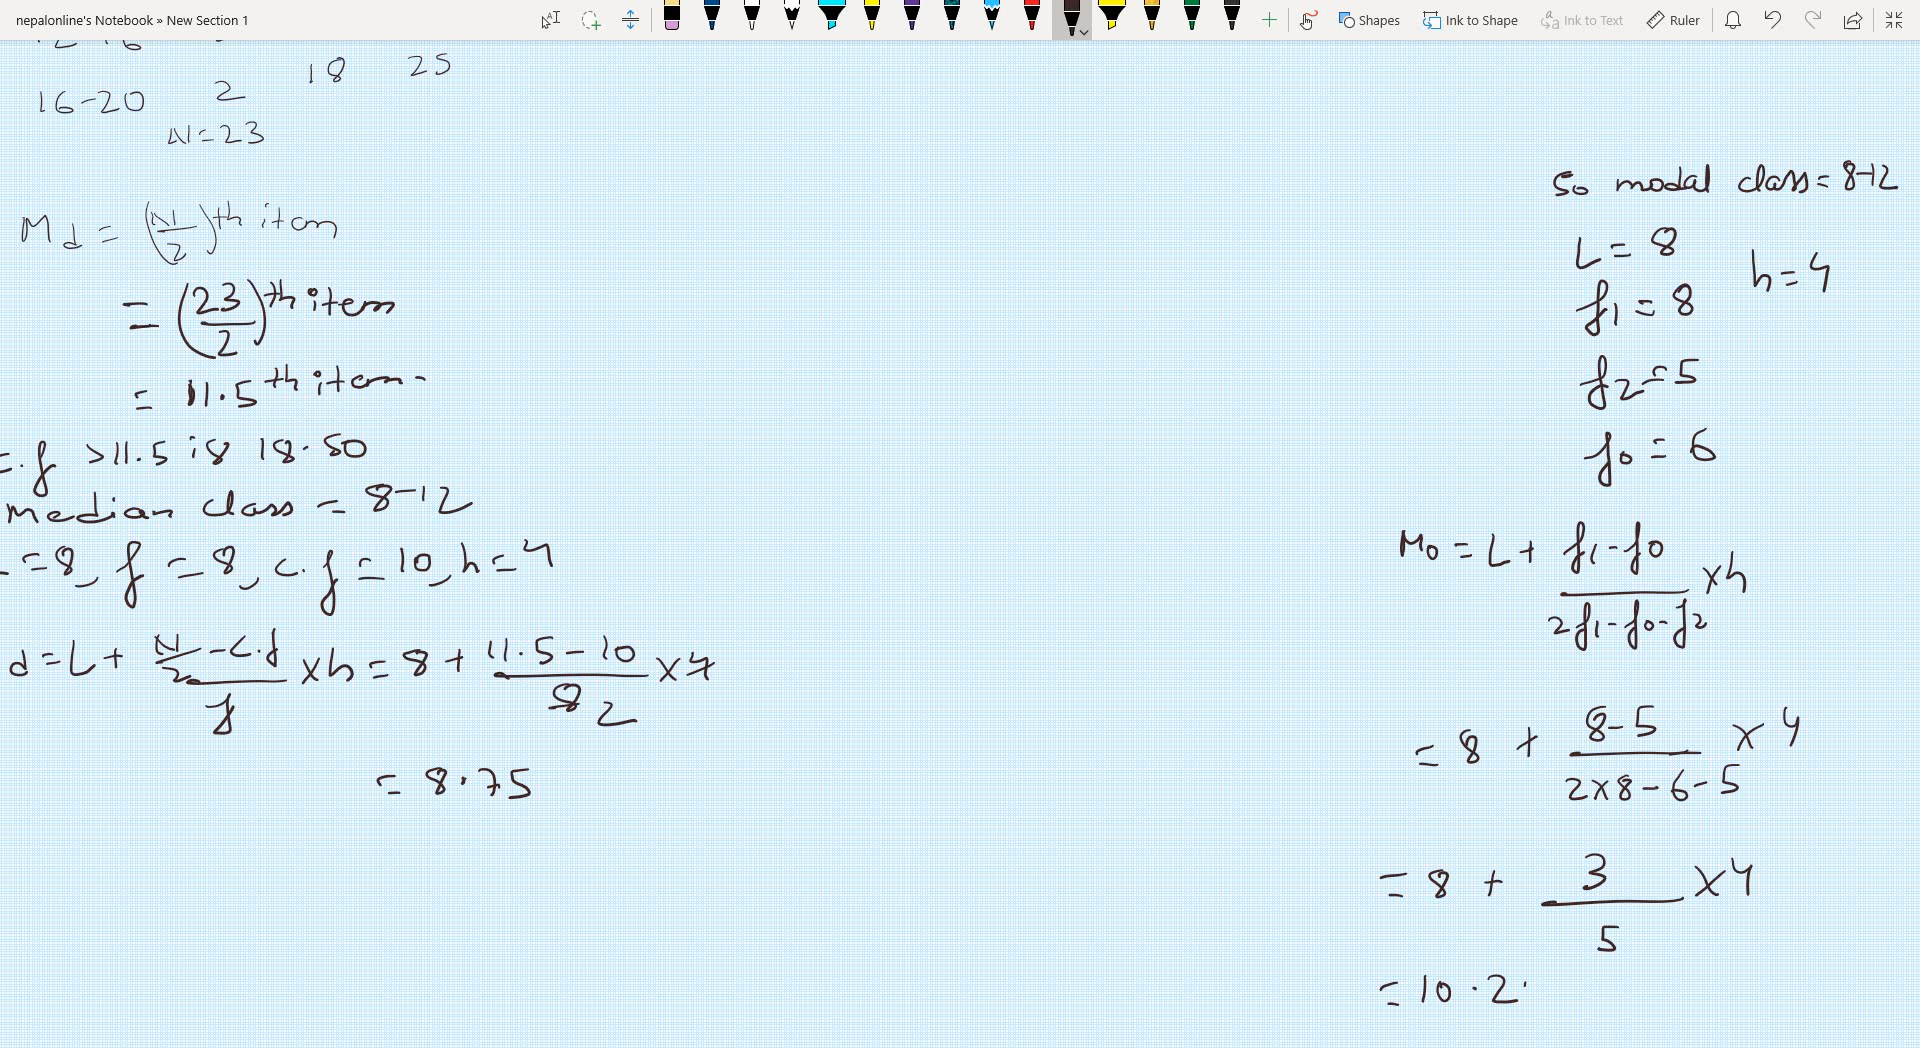 nepalonline's Notebook » New Section 1
Shapes
Ink to Shape
Ink to Text
Ruler
12-16
18 25
16-20 2
N=23
Md = (N/2)th item
= (23/2)th item
= 11.5th item.
c.f >11.5 is 18. so
median class = 8-12
=8, f = 8, c.f = 10, h=4
d = L + (N/2 - c.f)/f x h = 8 + (11.5-10)/8 2 x 4
= 8.75
So modal class = 8-12
L = 8
h = 4
f1 = 8
f2 = 5
f0 = 6
Mo = L + (f1-f0)/(2f1-f0-f2) x h
= 8 + (8-5)/(2x8-6-5) x 4
= 8 + 3/5 x 4
= 10.2.